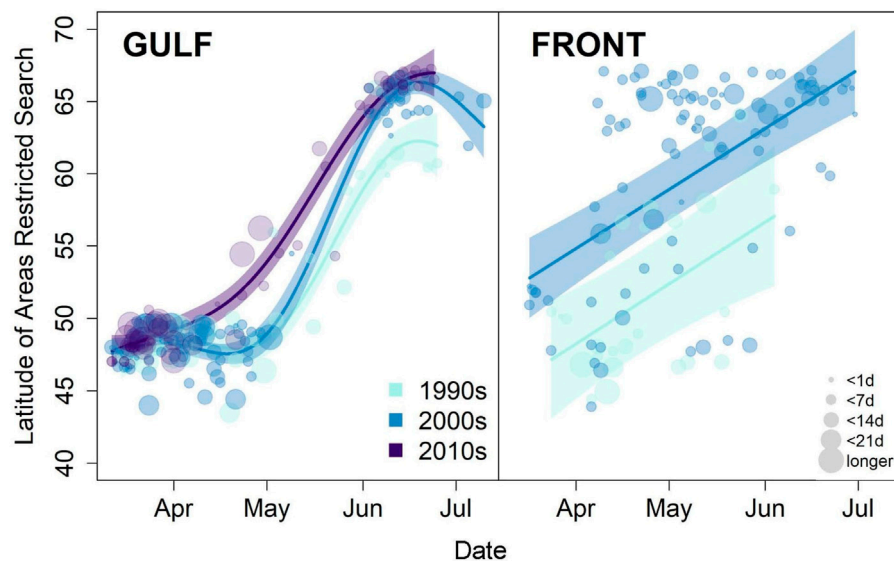 GULF
FRONT
Latitude of Areas Restricted Search
70
65
60
55
50
45
40
1990s
2000s
2010s
<1d
<7d
<14d
<21d
longer
Apr May Jun Jul
Apr May Jun Jul
Date